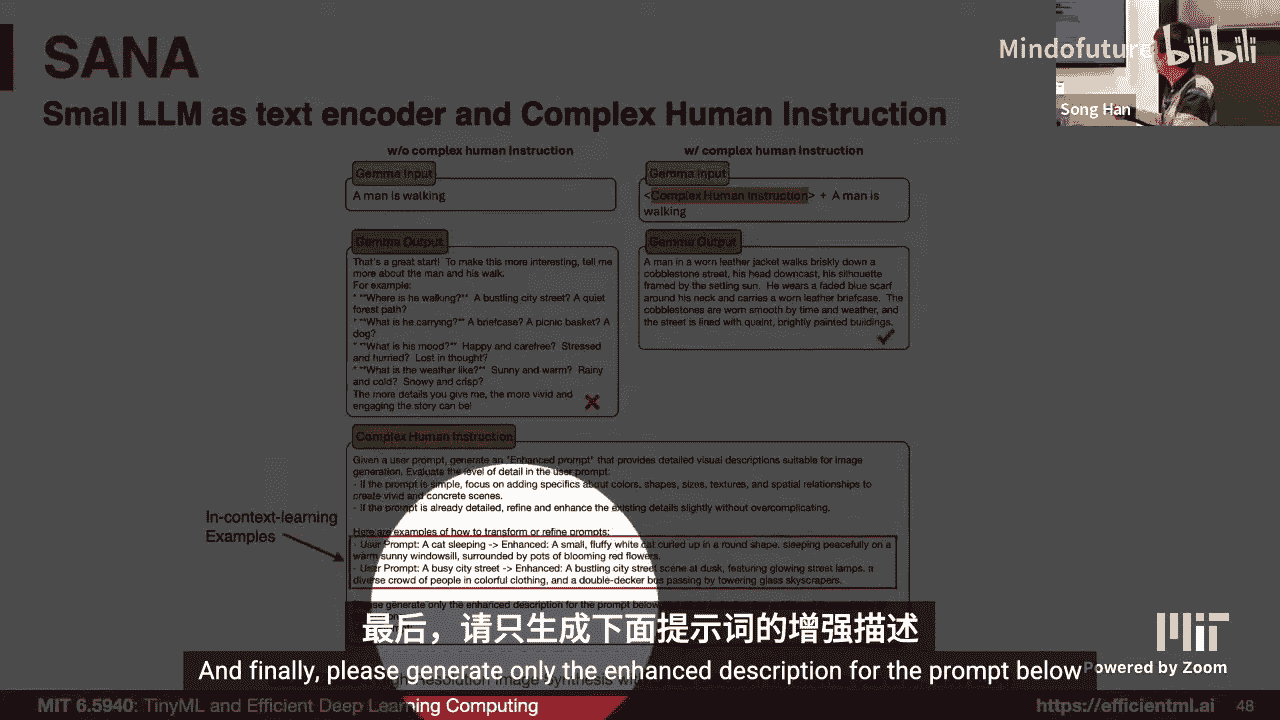 SANA
Mindofuture bilibili
Song Han
Small LLM as text encoder and Complex Human Instruction
w/o complex human Instruction
w/ complex human Instruction
Gemma Input
A man is walking
Gemma Input
<Complex Human Instruction> + A man is
walking
Gemma Output
That's a great start! To make this more interesting, tell me
more about the man and his walk.
For example:
* **Where is he walking?** A bustling city street? A quiet
forest path?
* **What is he carrying?** A briefcase? A picnic basket? A
dog?
* **What is his mood?** Happy and carefree? Stressed
and hurried? Lost in thought?
* **What is the weather like?** Sunny and warm? Rainy
and cold? Snowy and crisp?
The more details you give me, the more vivid and
engaging the story can be!
Gemma Output
A man in a worn leather jacket walks briskly down a
cobblestone street, his head downcast, his silhouette
framed by the setting sun. He wears a faded blue scarf
around his neck and carries a worn leather briefcase. The
cobblestones are worn smooth by time and weather, and
the street is lined with quaint, brightly painted buildings.
Complex Human Instruction
Given a user prompt, generate an "Enhanced prompt" that provides detailed visual descriptions suitable for image
generation. Evaluate the level of detail in the user prompt:
- If the prompt is simple, focus on adding specifics about colors, shapes, sizes, textures, and spatial relationships to
create vivid and concrete scenes.
- If the prompt is already detailed, refine and enhance the existing details slightly without overcomplicating.
Here are examples of how to transform or refine prompts:
In-context-learning
Examples
- User Prompt: A cat sleeping -> Enhanced: A small, fluffy white cat curled up in a round shape, sleeping peacefully on a
warm sunny windowsill, surrounded by pots of blooming red flowers.
- User Prompt: A busy city street -> Enhanced: A bustling city street scene at dusk, featuring glowing street lamps, a
diverse crowd of people in colorful clothing, and a double-decker bus passing by towering glass skyscrapers.
Please generate only the enhanced description for the prompt below
最后，请只生成下面提示词的增强描述
And finally, please generate only the enhanced description for the prompt below
MIT
Powered by Zoom
MIT 6.5940: TinyML and Efficient Deep Learning Computing
https://efficientml.ai
48